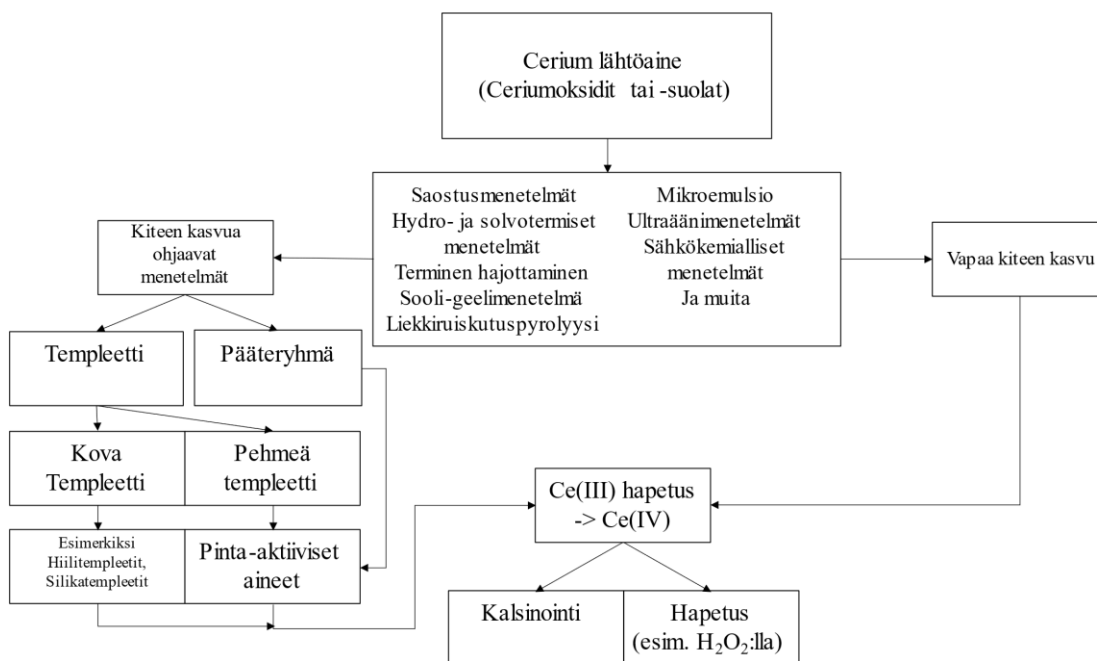 Cerium lähtöaine
(Ceriumoksidit tai -suolat)
Saostusmenetelmät
Hydro- ja solvotermiset
menetelmät
Terminen hajottaminen
Sooli-geelimenetelmä
Liekkiruiskutuspyrolyysi
Mikroemulsio
Ultraäänimenetelmät
Sähkökemialliset
menetelmät
Ja muita
Kiteen kasvua
ohjaavat
menetelmät
Vapaa kiteen kasvu
Templeetti
Pääteryhmä
Kova
Templeetti
Pehmeä
templeetti
Esimerkiksi
Hiilitempleetit,
Silikatempleetit
Pinta-aktiiviset
aineet
Ce(III) hapetus
-> Ce(IV)
Kalsinointi
Hapetus
(esim. H₂O₂:lla)